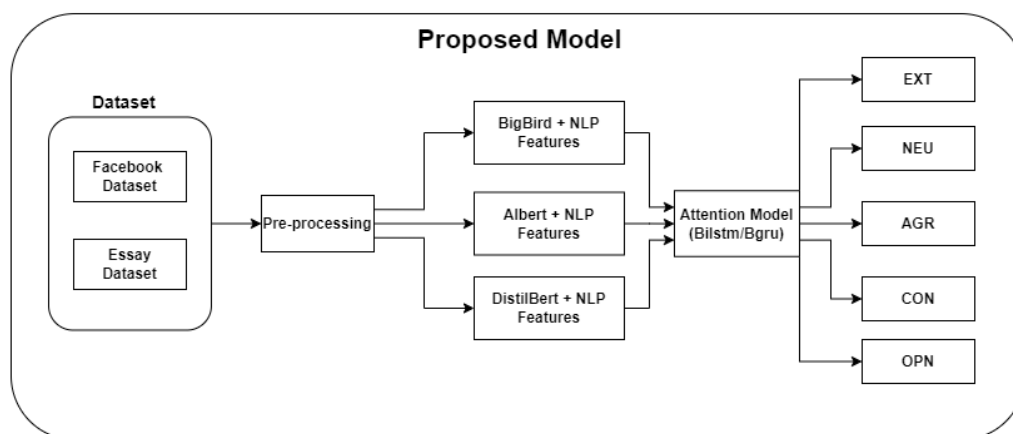 Proposed Model
Dataset
Facebook
Dataset
Essay
Dataset
Pre-processing
BigBird + NLP
Features
Albert + NLP
Features
DistilBert + NLP
Features
Attention Model
(Bilstm/Bgru)
EXT
NEU
AGR
CON
OPN